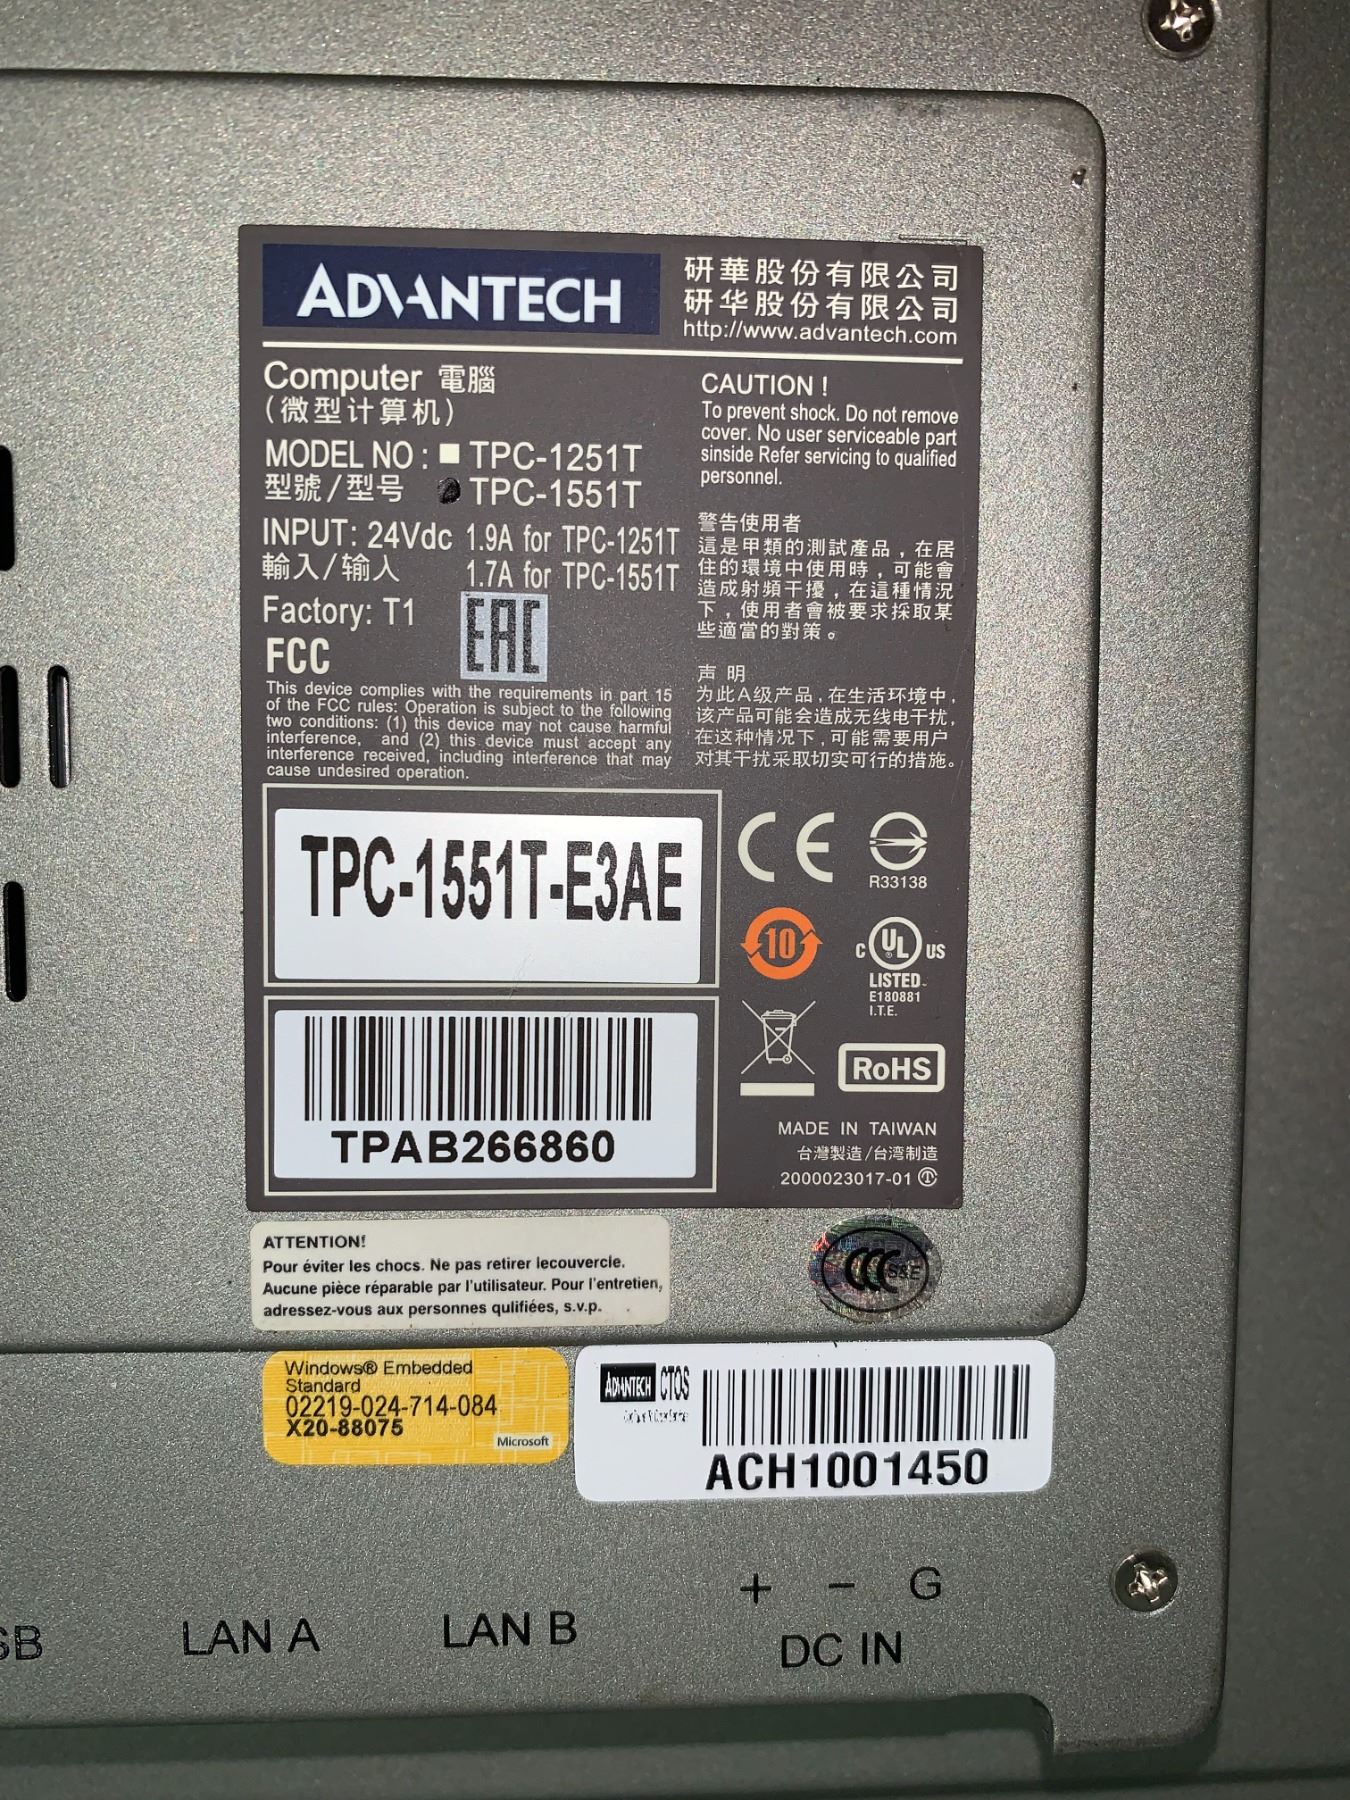 ADVANTECH
研華股份有限公司
研华股份有限公司
http://www.advantech.com
Computer 電腦
(微型计算机)
MODEL NO : TPC-1251T
型號/型号 TPC-1551T
INPUT: 24Vdc 1.9A for TPC-1251T
輸入/输入 1.7A for TPC-1551T
Factory: T1
EAC
FCC
This device complies with the requirements in part 15
of the FCC rules: Operation is subject to the following
two conditions: (1) this device may not cause harmful
interference, and (2) this device must accept any
interference received, including interference that may
cause undesired operation.
CAUTION !
To prevent shock. Do not remove
cover. No user serviceable part
sinside Refer servicing to qualified
personnel.
警告使用者
這是甲類的測試產品，在居
住的環境中使用時，可能會
造成射頻干擾，在這種情況
下，使用者會被要求採取某
些適當的對策。
声 明
为此A级产品，在生活环境中，
该产品可能会造成无线电干扰，
在这种情况下，可能需要用户
对其干扰采取切实可行的措施。
TPC-1551T-E3AE
TPAB266860
CE
R33138
10
C UL US
LISTED
E180881
I.T.E.
RoHS
MADE IN TAIWAN
台灣製造/台湾制造
2000023017-01 T
ATTENTION!
Pour éviter les chocs. Ne pas retirer lecouvercle.
Aucune pièce réparable par l'utilisateur. Pour l'entretien,
adressez-vous aux personnes qulifiées, s.v.p.
CCC S&E
Windows® Embedded
Standard
02219-024-714-084
X20-88075
Microsoft
ADVANTECH CTOS
ACH1001450
+ − G
SB LAN A LAN B DC IN